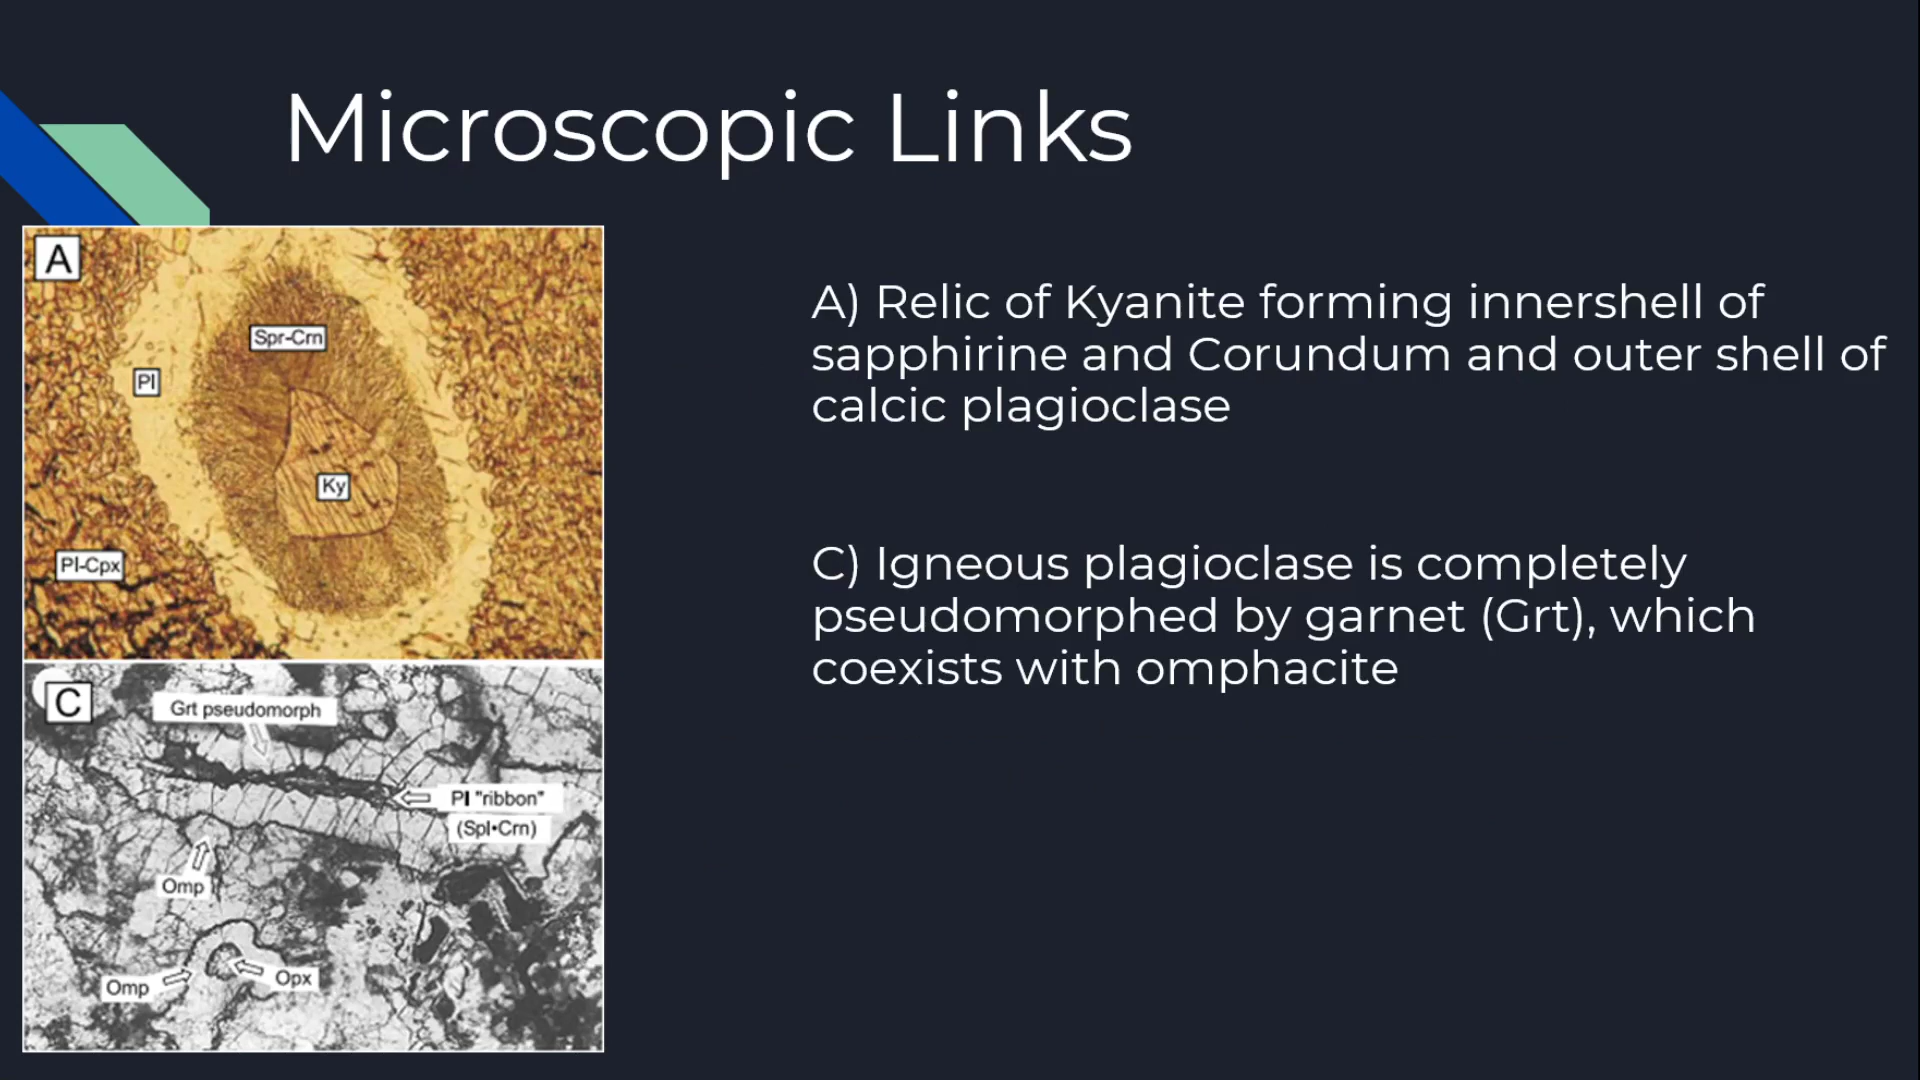 Microscopic Links
A
Spr-Crn
Pl
Ky
Pl-Cpx
C
Grt pseudomorph
Pl "ribbon"
(Spl•Crn)
Omp
Omp
Opx
A) Relic of Kyanite forming innershell of
sapphirine and Corundum and outer shell of
calcic plagioclase
C) Igneous plagioclase is completely
pseudomorphed by garnet (Grt), which
coexists with omphacite